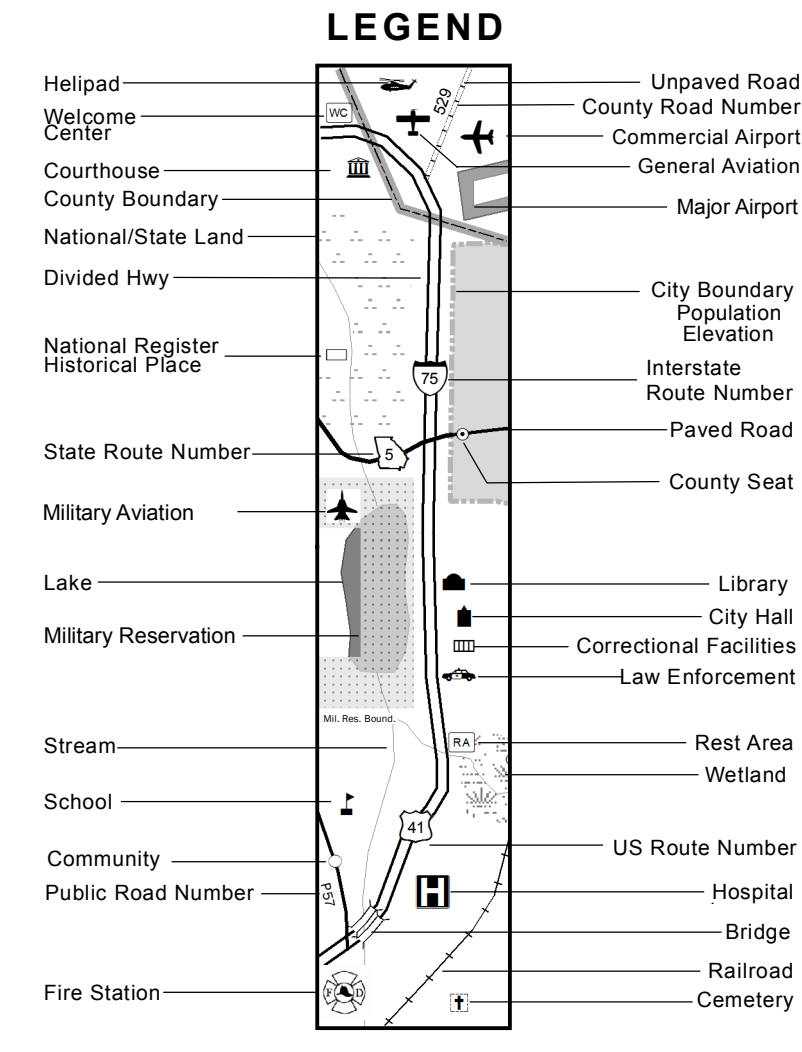 LEGEND
Helipad
Welcome
Center
Courthouse
County Boundary
National/State Land
Divided Hwy
National Register
Historical Place
State Route Number
Military Aviation
Lake
Military Reservation
Stream
School
Community
Public Road Number
Fire Station
WC
529
75
5
Mil. Res. Bound.
RA
41
P57
H
F D
Unpaved Road
County Road Number
Commercial Airport
General Aviation
Major Airport
City Boundary
Population
Elevation
Interstate
Route Number
Paved Road
County Seat
Library
City Hall
Correctional Facilities
Law Enforcement
Rest Area
Wetland
US Route Number
Hospital
Bridge
Railroad
Cemetery